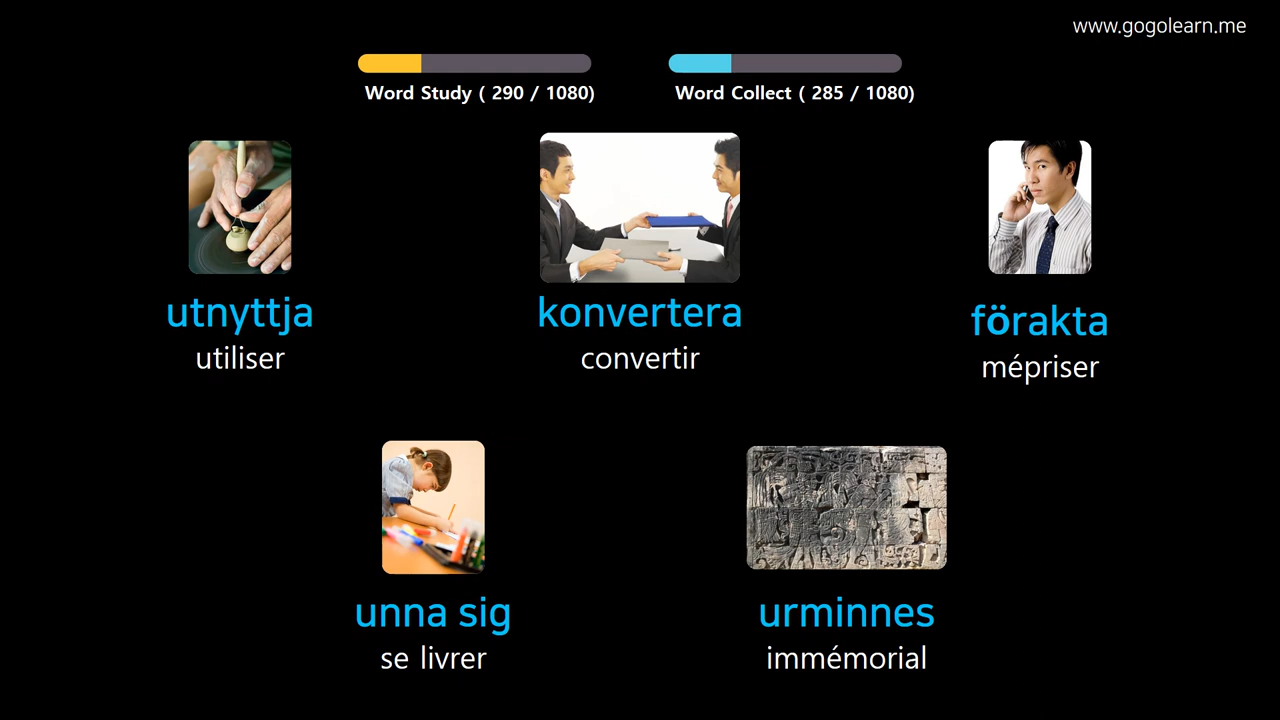 www.gogolearn.me
Word Study ( 290 / 1080)
Word Collect ( 285 / 1080)
utnyttja
utiliser
konvertera
convertir
förakta
mépriser
unna sig
se livrer
urminnes
immémorial